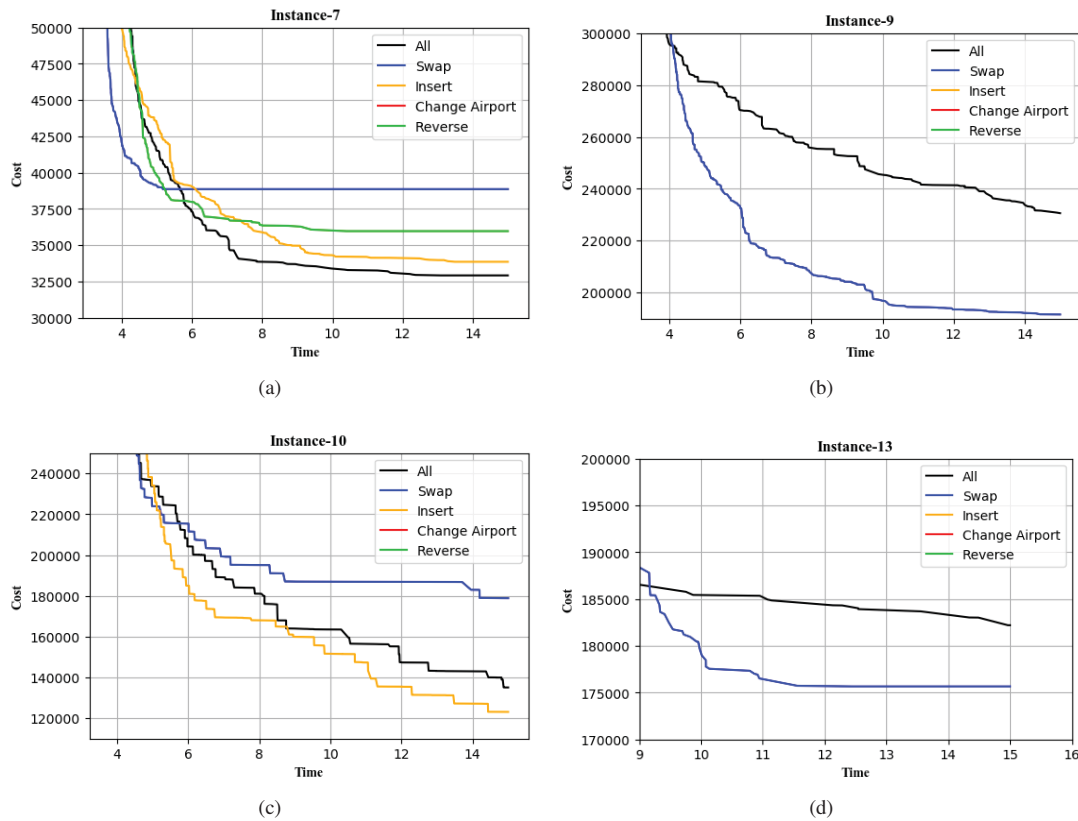 Instance-7
50000
47500
45000
42500
40000
37500
35000
32500
30000
Cost
4 6 8 10 12 14
Time
All
Swap
Insert
Change Airport
Reverse
(a)
Instance-9
300000
280000
260000
240000
220000
200000
Cost
4 6 8 10 12 14
Time
All
Swap
Insert
Change Airport
Reverse
(b)
Instance-10
240000
220000
200000
180000
160000
140000
120000
Cost
4 6 8 10 12 14
Time
All
Swap
Insert
Change Airport
Reverse
(c)
Instance-13
200000
195000
190000
185000
180000
175000
170000
Cost
9 10 11 12 13 14 15 16
Time
All
Swap
Insert
Change Airport
Reverse
(d)